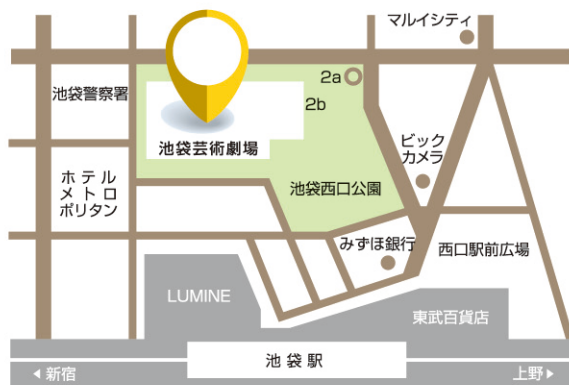 マルイシティ
2a
池袋警察署
2b
池袋芸術劇場
ビック
カメラ
ホテル
メトロ
ポリタン
池袋西口公園
みずほ銀行
西口駅前広場
LUMINE
東武百貨店
池袋駅
新宿
上野